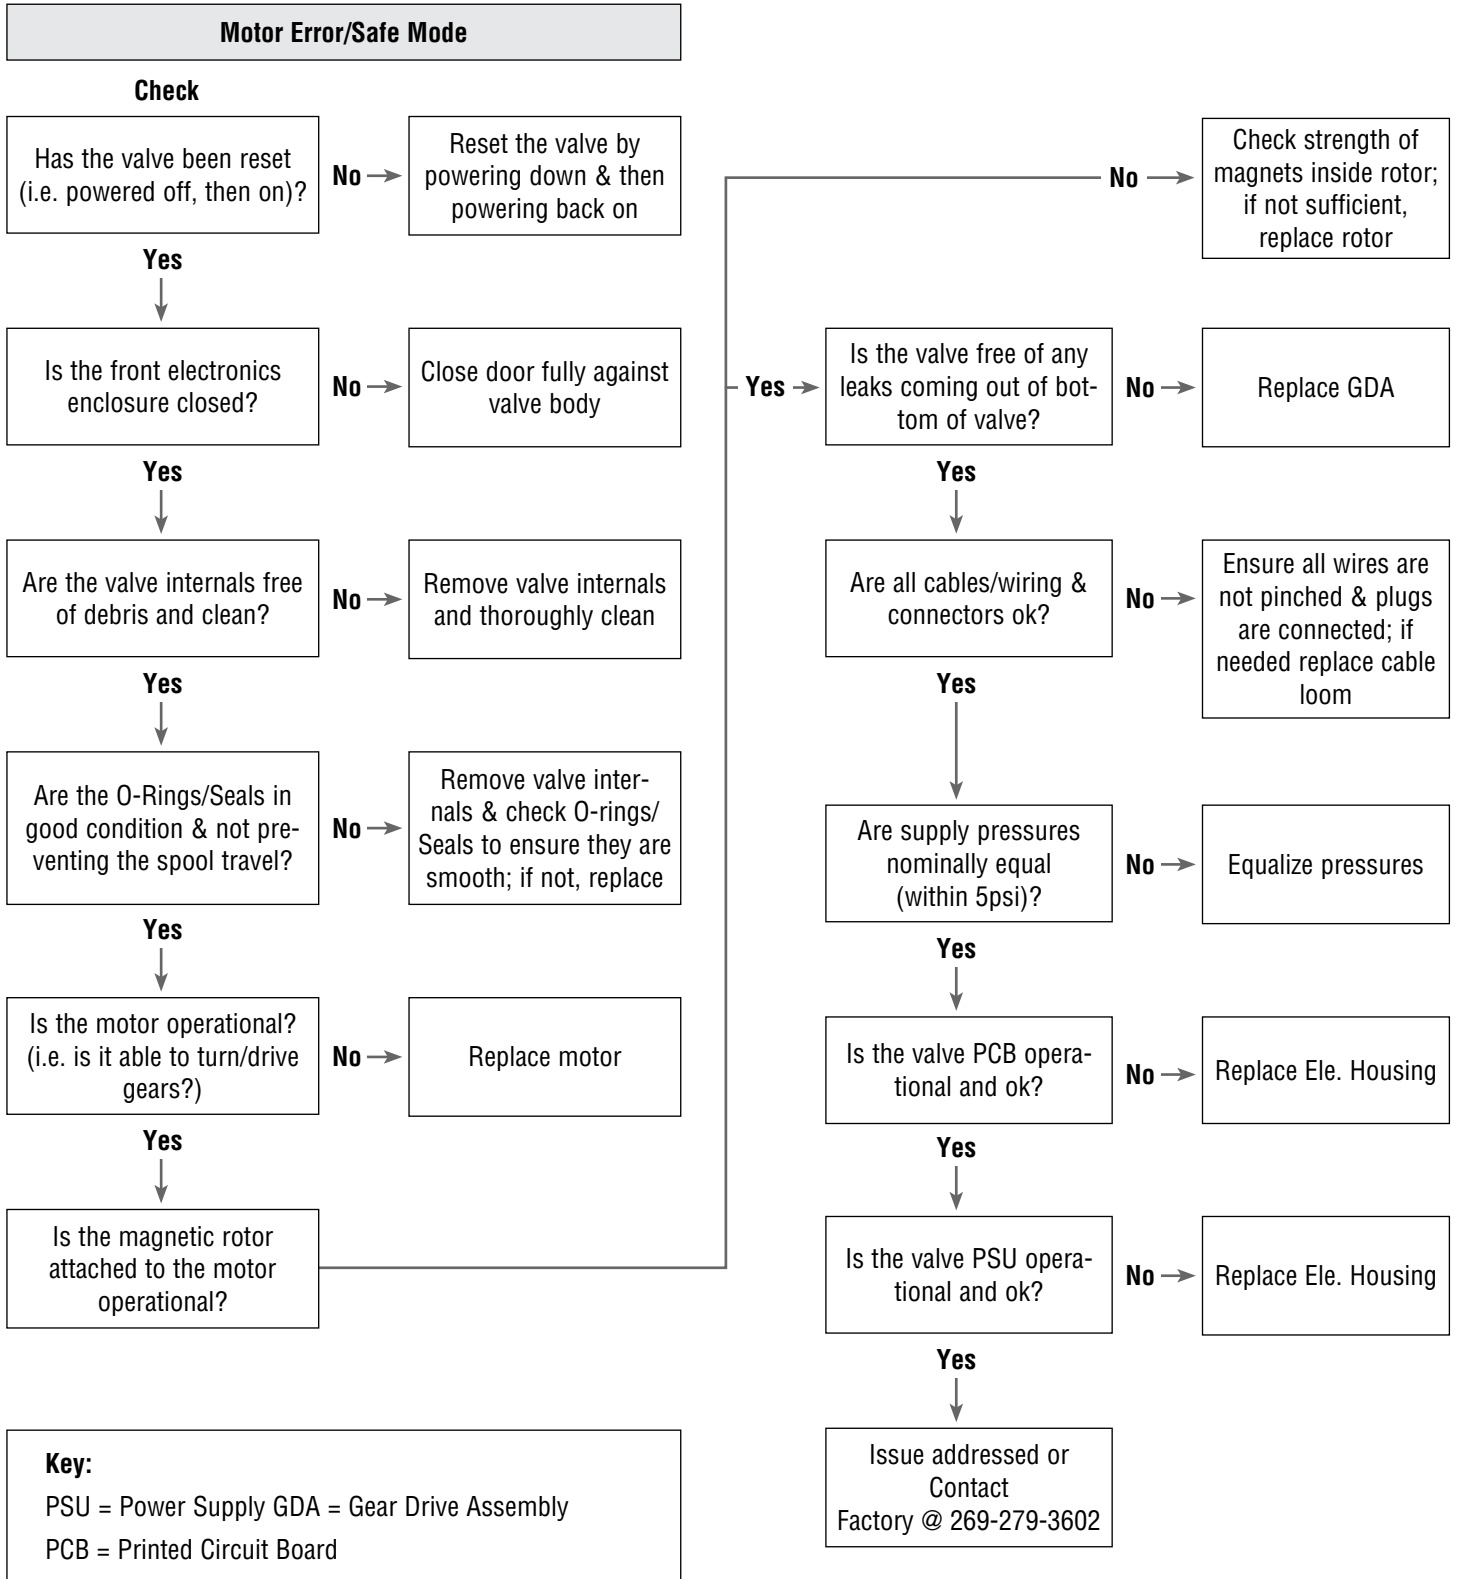 Motor Error/Safe Mode
Check
Has the valve been reset
(i.e. powered off, then on)?
No
Reset the valve by
powering down & then
powering back on
Yes
Is the front electronics
enclosure closed?
No
Close door fully against
valve body
Yes
Are the valve internals free
of debris and clean?
No
Remove valve internals
and thoroughly clean
Yes
Are the O-Rings/Seals in
good condition & not pre-
venting the spool travel?
No
Remove valve inter-
nals & check O-rings/
Seals to ensure they are
smooth; if not, replace
Yes
Is the motor operational?
(i.e. is it able to turn/drive
gears?)
No
Replace motor
Yes
Is the magnetic rotor
attached to the motor
operational?
No
Check strength of
magnets inside rotor;
if not sufficient,
replace rotor
Yes
Is the valve free of any
leaks coming out of bot-
tom of valve?
No
Replace GDA
Yes
Are all cables/wiring &
connectors ok?
No
Ensure all wires are
not pinched & plugs
are connected; if
needed replace cable
loom
Yes
Are supply pressures
nominally equal
(within 5psi)?
No
Equalize pressures
Yes
Is the valve PCB opera-
tional and ok?
No
Replace Ele. Housing
Yes
Is the valve PSU opera-
tional and ok?
No
Replace Ele. Housing
Yes
Issue addressed or
Contact
Factory @ 269-279-3602
Key:
PSU = Power Supply GDA = Gear Drive Assembly
PCB = Printed Circuit Board